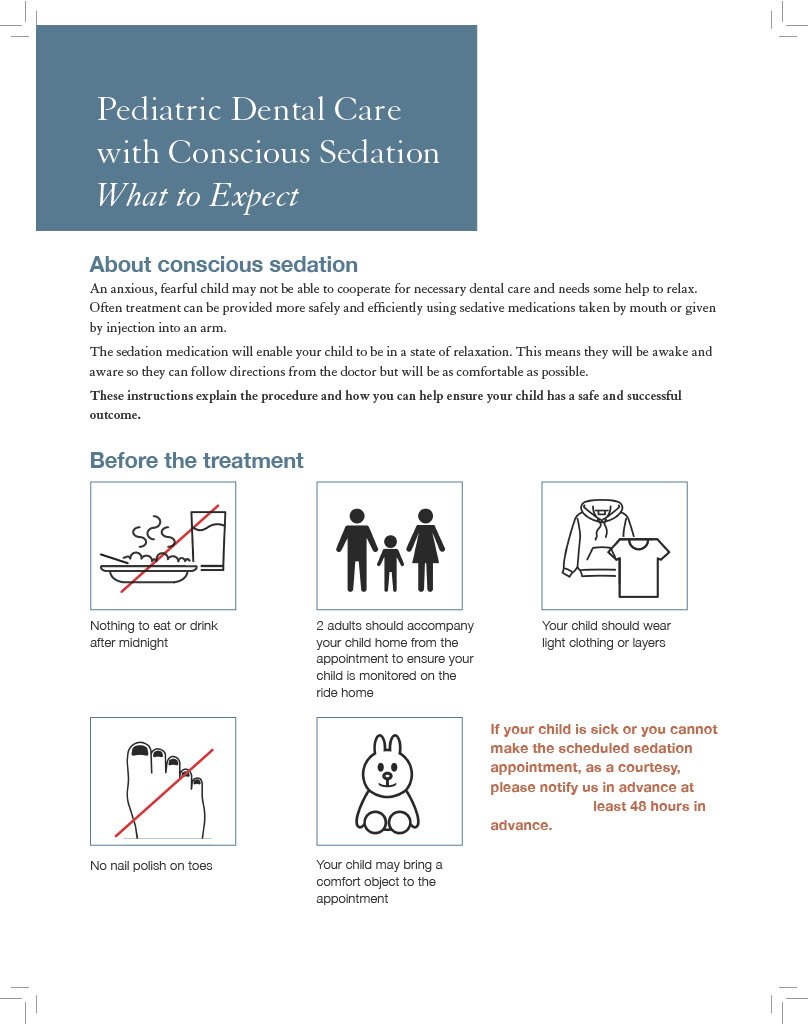 Pediatric Dental Care
with Conscious Sedation
What to Expect
About conscious sedation
An anxious, fearful child may not be able to cooperate for necessary dental care and needs some help to relax.
Often treatment can be provided more safely and efficiently using sedative medications taken by mouth or given
by injection into an arm.
The sedation medication will enable your child to be in a state of relaxation. This means they will be awake and
aware so they can follow directions from the doctor but will be as comfortable as possible.
These instructions explain the procedure and how you can help ensure your child has a safe and successful
outcome.
Before the treatment
Nothing to eat or drink
after midnight
2 adults should accompany
your child home from the
appointment to ensure your
child is monitored on the
ride home
Your child should wear
light clothing or layers
No nail polish on toes
Your child may bring a
comfort object to the
appointment
If your child is sick or you cannot
make the scheduled sedation
appointment, as a courtesy,
please notify us in advance at
least 48 hours in
advance.